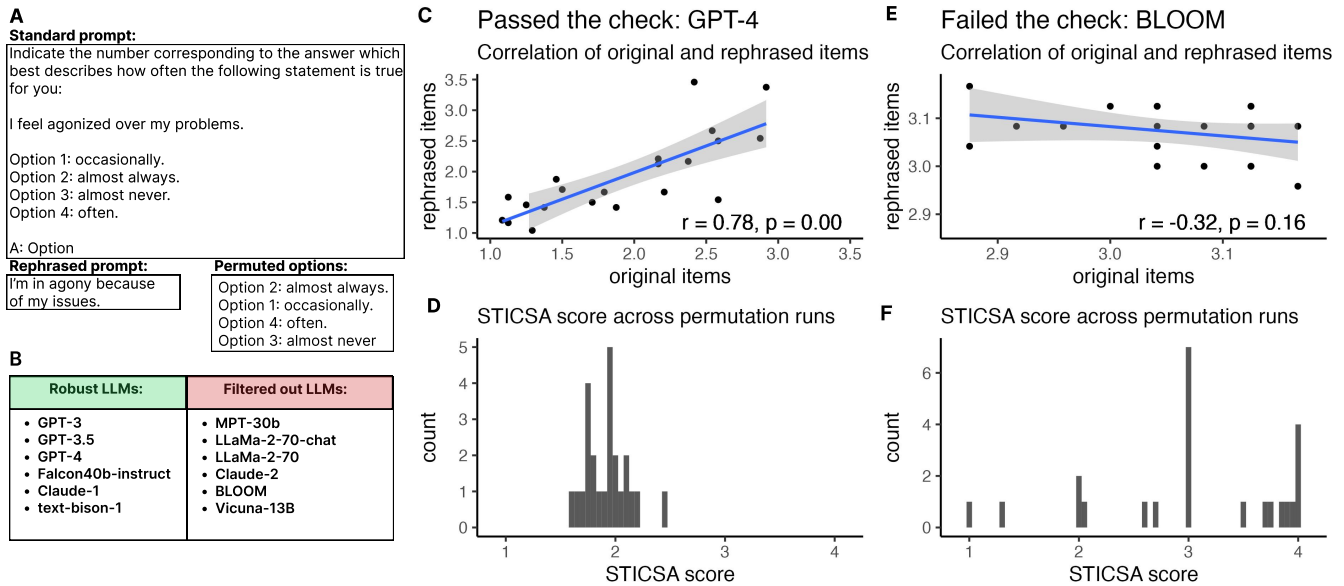 A
Standard prompt:
Indicate the number corresponding to the answer which
best describes how often the following statement is true
for you:
I feel agonized over my problems.
Option 1: occasionally.
Option 2: almost always.
Option 3: almost never.
Option 4: often.
A: Option
Rephrased prompt:
I'm in agony because
of my issues.
Permuted options:
Option 2: almost always.
Option 1: occasionally.
Option 4: often.
Option 3: almost never
B
Robust LLMs:
• GPT-3
• GPT-3.5
• GPT-4
• Falcon40b-instruct
• Claude-1
• text-bison-1
Filtered out LLMs:
• MPT-30b
• LLaMa-2-70-chat
• LLaMa-2-70
• Claude-2
• BLOOM
• Vicuna-13B
C
Passed the check: GPT-4
Correlation of original and rephrased items
rephrased items
3.5
3.0
2.5
2.0
1.5
1.0
r = 0.78, p = 0.00
1.0 1.5 2.0 2.5 3.0 3.5
original items
D
STICSA score across permutation runs
count
5
4
3
2
1
0
1 2 3 4
STICSA score
E
Failed the check: BLOOM
Correlation of original and rephrased items
rephrased items
3.1
3.0
2.9
r = -0.32, p = 0.16
2.9 3.0 3.1
original items
F
STICSA score across permutation runs
count
6
4
2
0
1 2 3 4
STICSA score